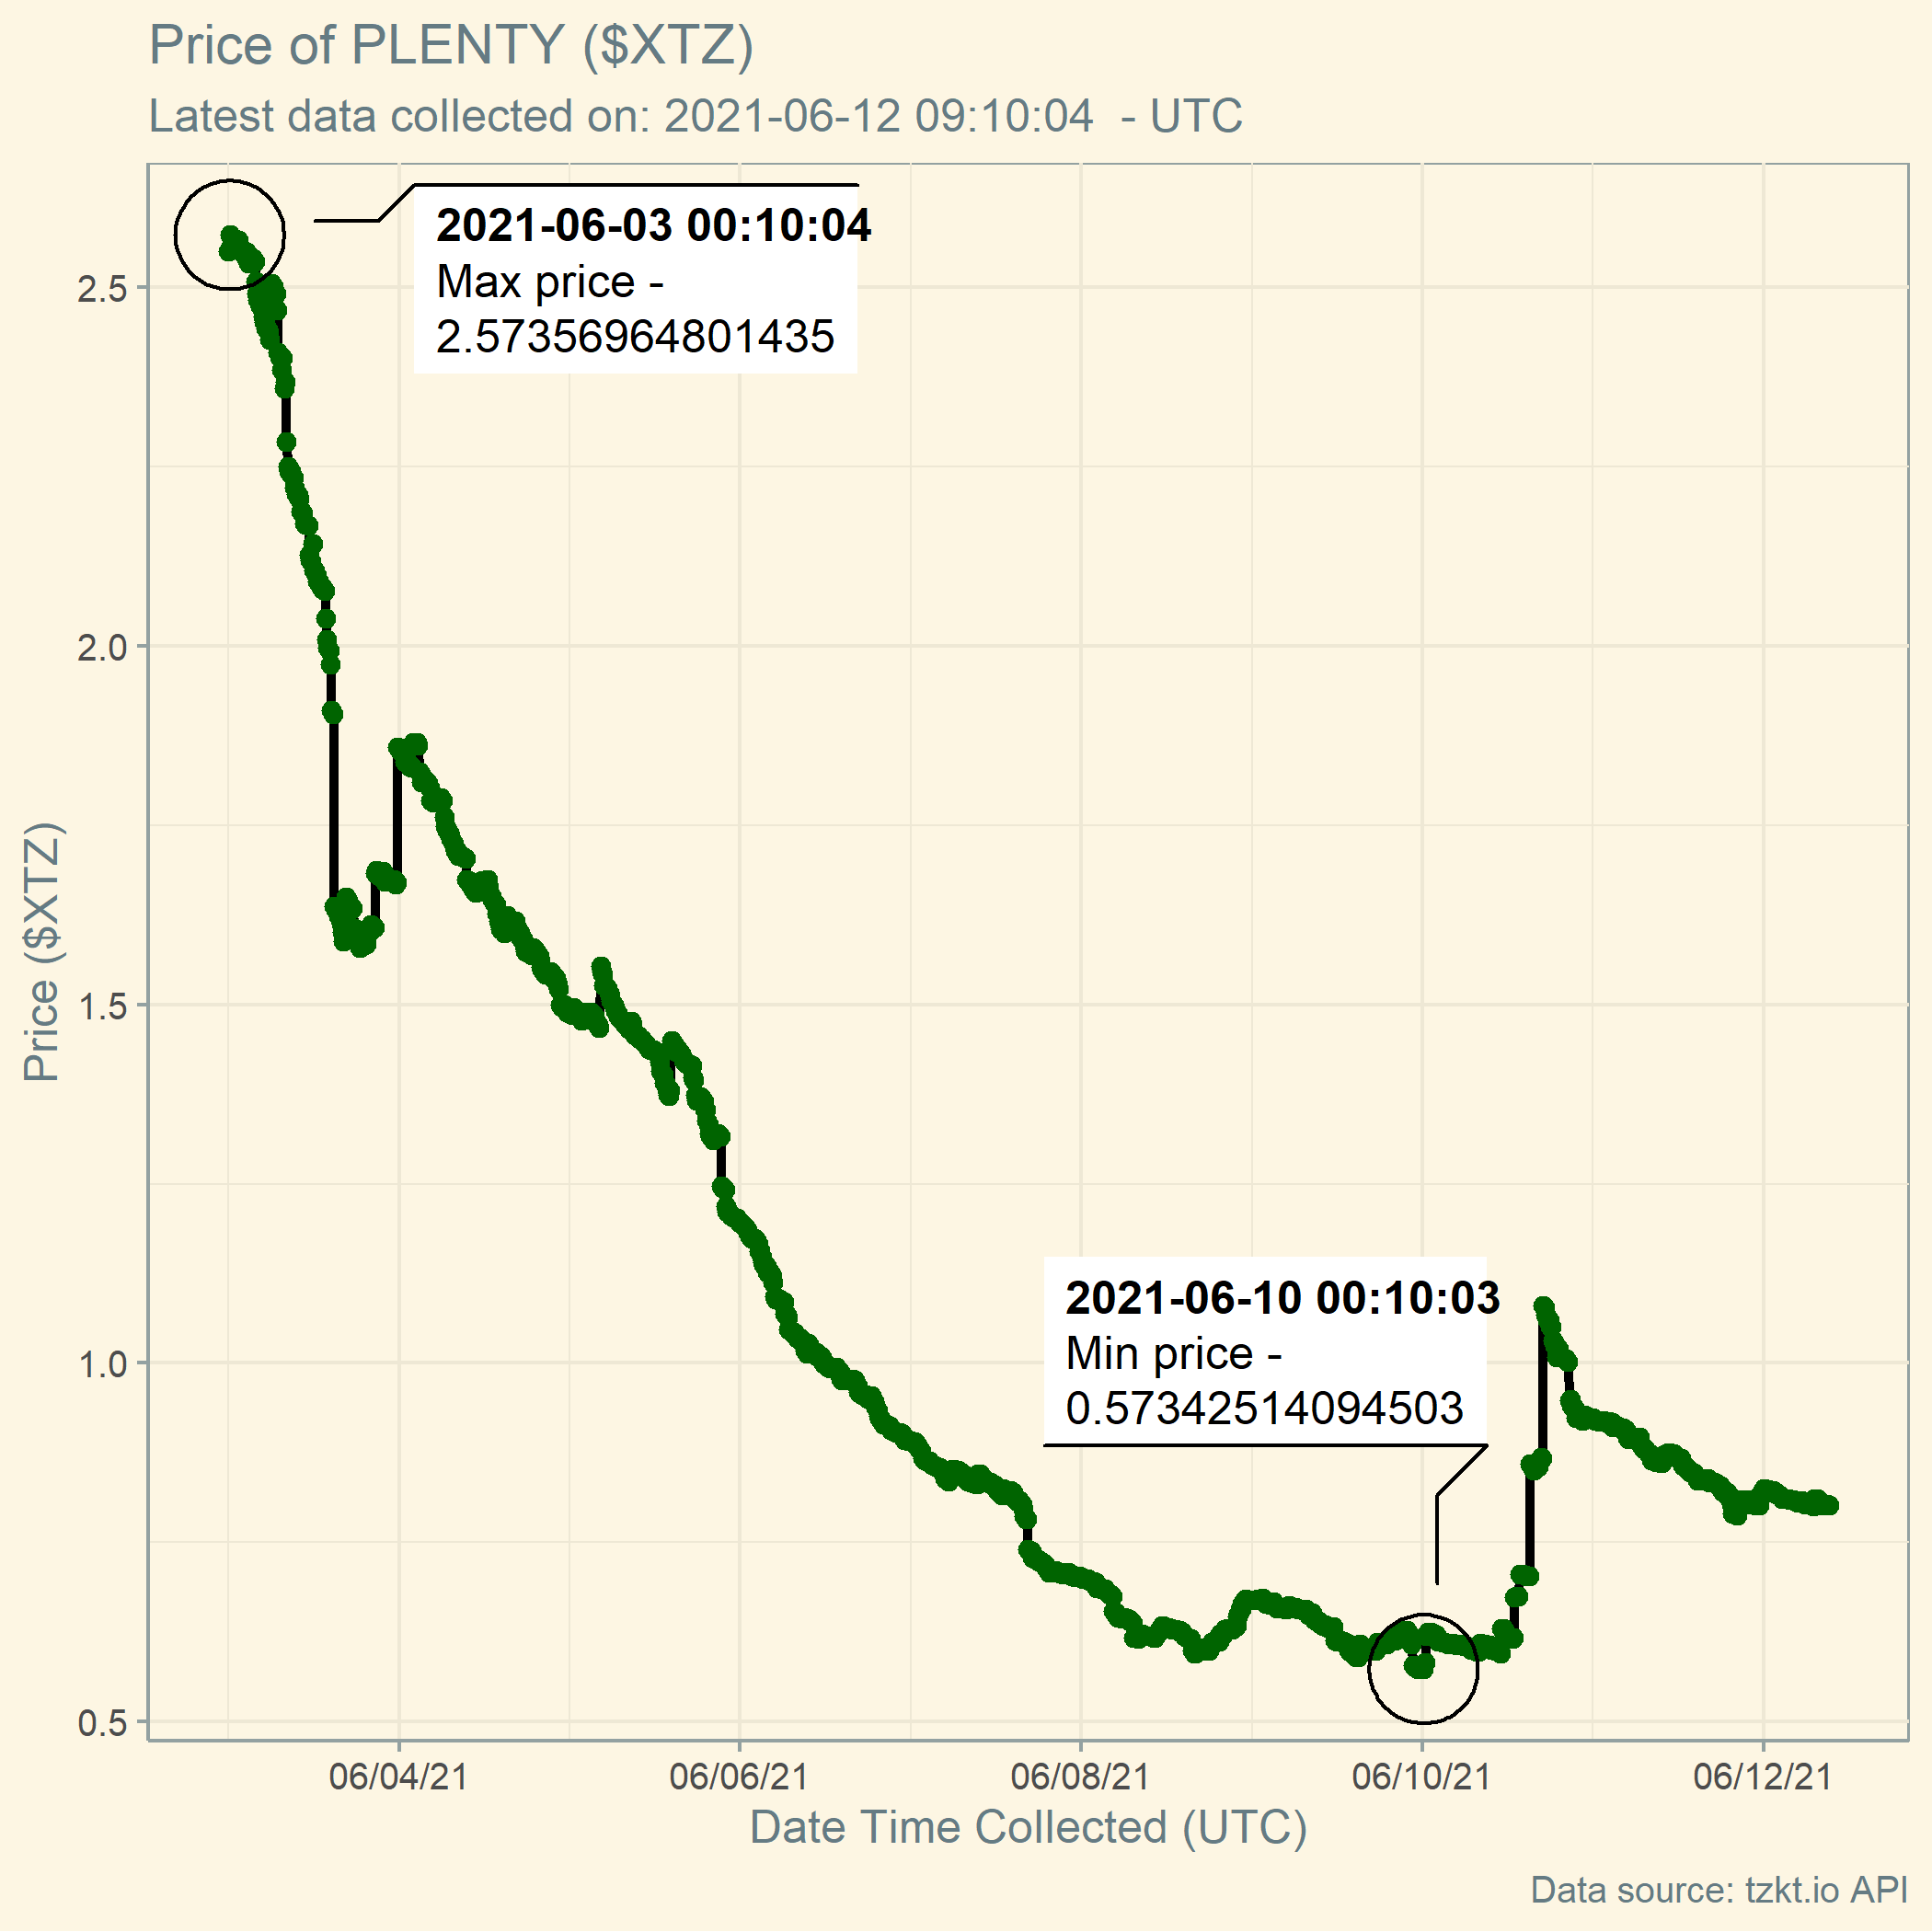 Price of PLENTY ($XTZ)
Latest data collected on: 2021-06-12 09:10:04  - UTC
2021-06-03 00:10:04
Max price -
2.57356964801435
2.5
2.0
1.5
1.0
0.5
Price ($XTZ)
2021-06-10 00:10:03
Min price -
0.57342514094503
06/04/21
06/06/21
06/08/21
06/10/21
06/12/21
Date Time Collected (UTC)
Data source: tzkt.io API